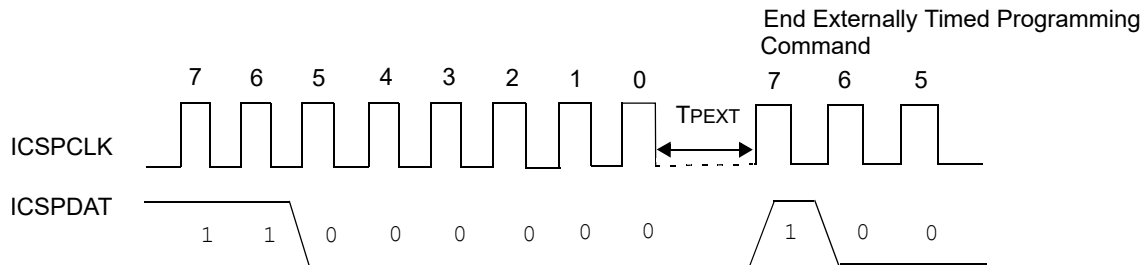 End Externally Timed Programming
Command
7 6 5 4 3 2 1 0 7 6 5
TPEXT
ICSPCLK
ICSPDAT
1 1 0 0 0 0 0 0 1 0 0